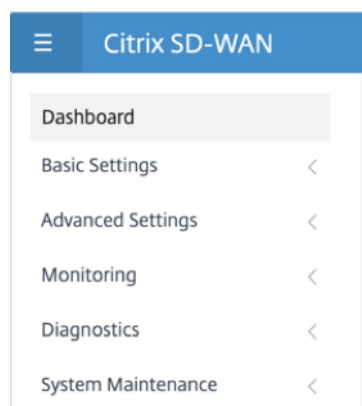 Citrix SD-WAN
Dashboard
Basic Settings
Advanced Settings
Monitoring
Diagnostics
System Maintenance